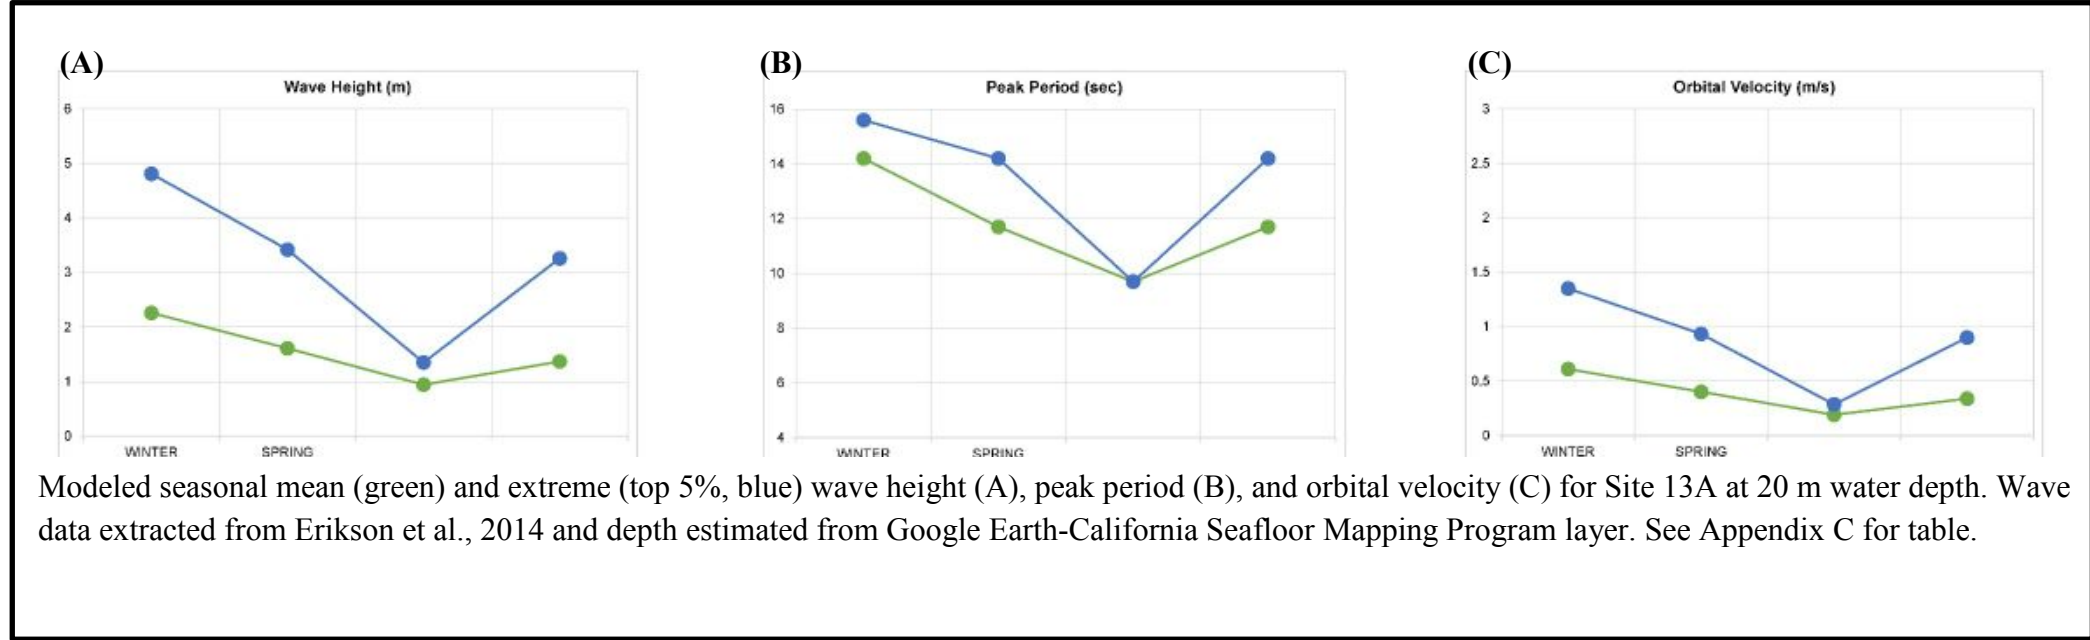 (A)
Wave Height (m)
6
5
4
3
2
1
0
WINTER SPRING
(B)
Peak Period (sec)
16
14
12
10
8
6
4
WINTER SPRING
(C)
Orbital Velocity (m/s)
3
2.5
2
1.5
1
0.5
0
WINTER SPRING
Modeled seasonal mean (green) and extreme (top 5%, blue) wave height (A), peak period (B), and orbital velocity (C) for Site 13A at 20 m water depth. Wave
data extracted from Erikson et al., 2014 and depth estimated from Google Earth-California Seafloor Mapping Program layer. See Appendix C for table.